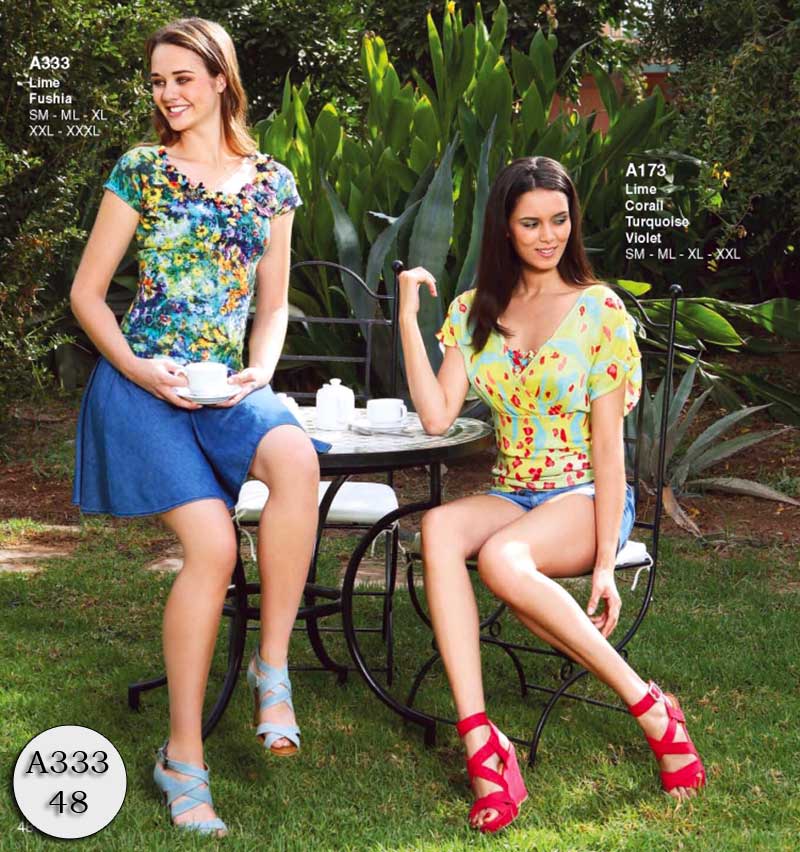 A333
Lime
Fushia
SM - ML - XL
XXL - XXXL
A173
Lime
Corail
Turquoise
Violet
SM - ML - XL - XXL
A333
48